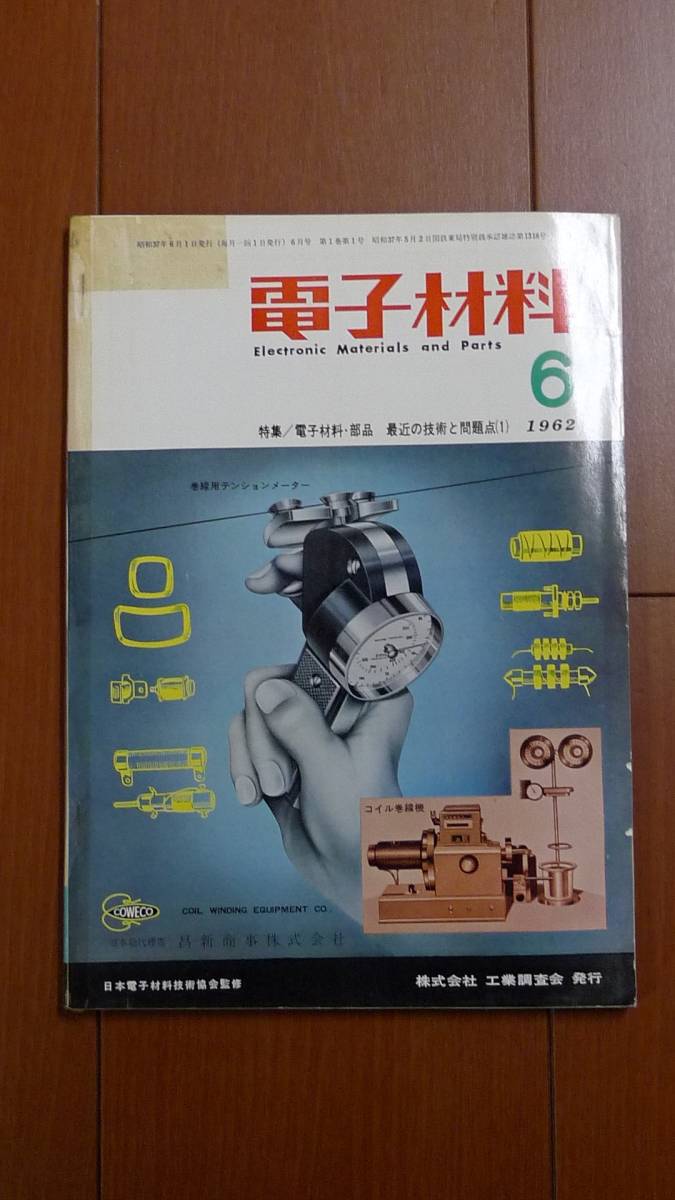 昭和37年6月1日発行(毎月一回1日発行)6月号 第1巻第1号 昭和37年5月2日国鉄東局特別扱承認雑誌第1316号
電子材料
Electronic Materials and Parts
6
特集/電子材料・部品 最近の技術と問題点(1) 1962
巻線用テンションメーター
コイル巻線機
COWECO
COIL WINDING EQUIPMENT CO.
日本総代理店 昌新商事株式会社
日本電子材料技術協会監修
株式会社 工業調査会 発行